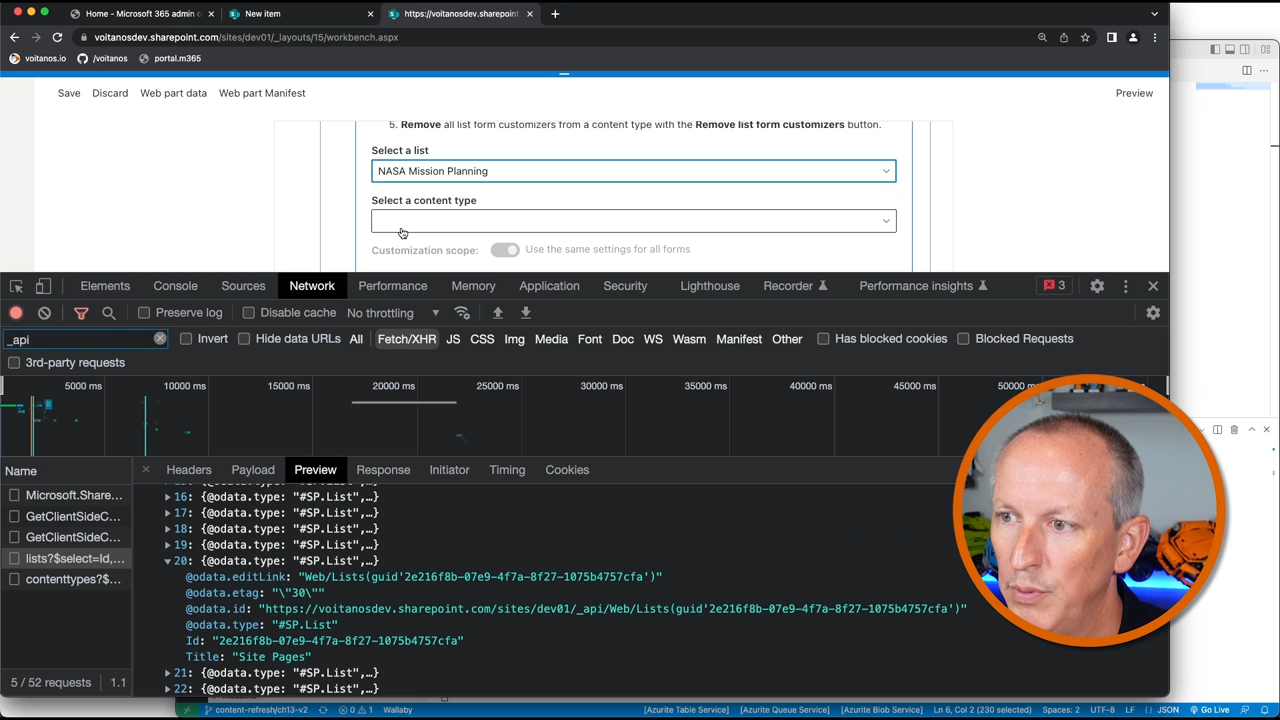 Home - Microsoft 365 admin c
New item
https://voitanosdev.sharepoint
voitanosdev.sharepoint.com/sites/dev01/_layouts/15/workbench.aspx
voitanos.io /voitanos portal.m365
Save Discard Web part data Web part Manifest Preview
5. Remove all list form customizers from a content type with the Remove list form customizers button.
Select a list
NASA Mission Planning
Select a content type
Customization scope: Use the same settings for all forms
Elements Console Sources Network Performance Memory Application Security Lighthouse Recorder Performance insights 3
Preserve log Disable cache No throttling
_api Invert Hide data URLs All Fetch/XHR JS CSS Img Media Font Doc WS Wasm Manifest Other Has blocked cookies Blocked Requests
3rd-party requests
5000 ms 10000 ms 15000 ms 20000 ms 25000 ms 30000 ms 35000 ms 40000 ms 45000 ms 50000
Name Headers Payload Preview Response Initiator Timing Cookies
Microsoft.Share...
GetClientSideC...
GetClientSideC...
lists?$select=Id,...
contenttypes?$...
16: {@odata.type: "#SP.List",…}
17: {@odata.type: "#SP.List",…}
18: {@odata.type: "#SP.List",…}
19: {@odata.type: "#SP.List",…}
20: {@odata.type: "#SP.List",…}
@odata.editLink: "Web/Lists(guid'2e216f8b-07e9-4f7a-8f27-1075b4757cfa')"
@odata.etag: "\"30\""
@odata.id: "https://voitanosdev.sharepoint.com/sites/dev01/_api/Web/Lists(guid'2e216f8b-07e9-4f7a-8f27-1075b4757cfa')"
@odata.type: "#SP.List"
Id: "2e216f8b-07e9-4f7a-8f27-1075b4757cfa"
Title: "Site Pages"
21: {@odata.type: "#SP.List",…}
22: {@odata.type: "#SP.List",…}
5 / 52 requests 1.1
content-refresh/ch13-v2 0 1 Wallaby [Azurite Table Service] [Azurite Queue Service] [Azurite Blob Service] Ln 6, Col 2 (230 selected) Spaces: 2 UTF-8 LF {} JSON Go Live